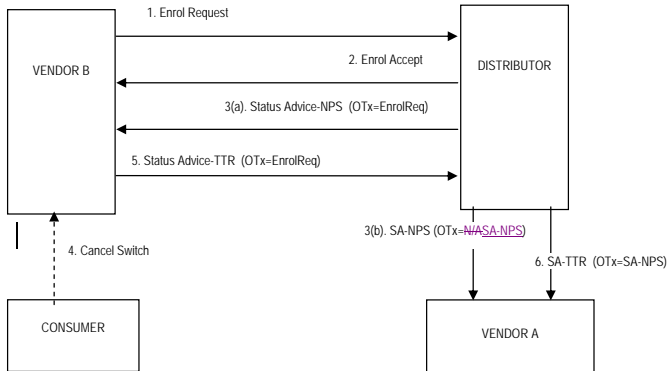 1. Enrol Request
2. Enrol Accept
VENDOR B
DISTRIBUTOR
3(a). Status Advice-NPS (OTx=EnrolReq)
5. Status Advice-TTR (OTx=EnrolReq)
3(b). SA-NPS (OTx=N/ASA-NPS)
4. Cancel Switch
6. SA-TTR (OTx=SA-NPS)
CONSUMER
VENDOR A